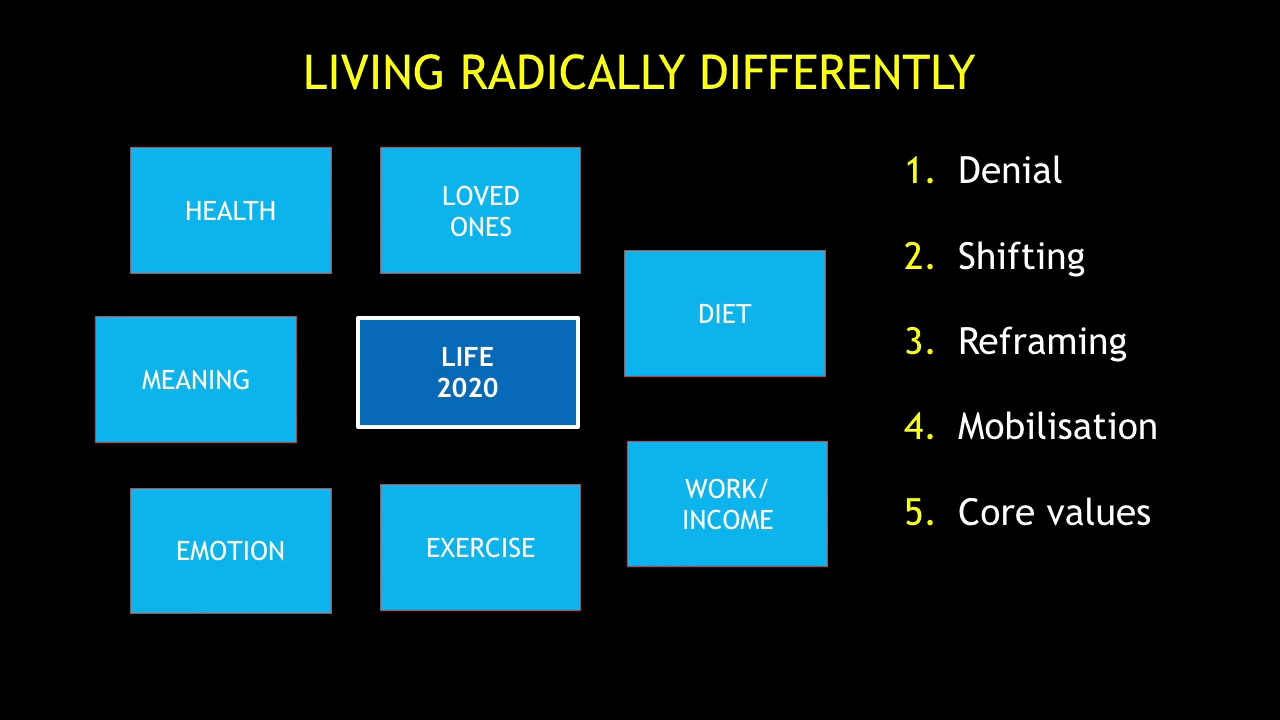 LIVING RADICALLY DIFFERENTLY
HEALTH
LOVED
ONES
DIET
MEANING
LIFE
2020
WORK/
INCOME
EMOTION
EXERCISE
1. Denial
2. Shifting
3. Reframing
4. Mobilisation
5. Core values